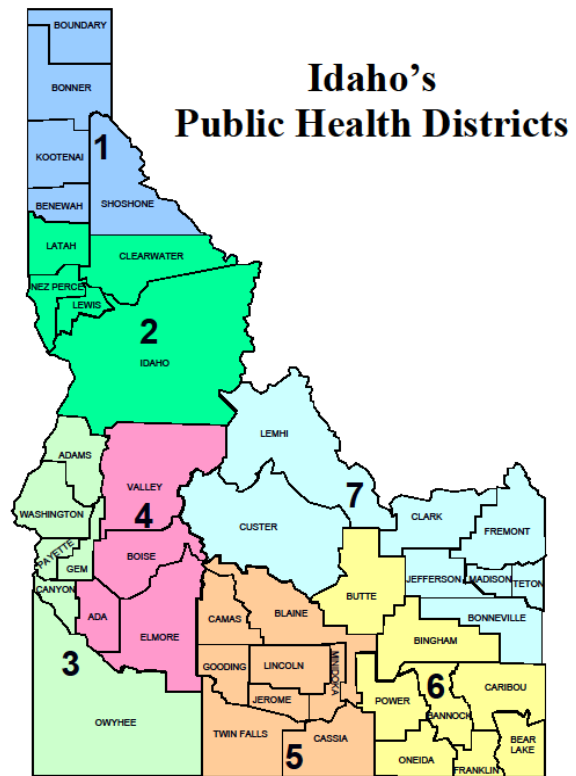 Idaho's
Public Health Districts
BOUNDARY
BONNER
KOOTENAI
1
BENEWAH
SHOSHONE
LATAH
CLEARWATER
NEZ PERCE
LEWIS
2
IDAHO
ADAMS
LEMHI
VALLEY
7
WASHINGTON
4
CUSTER
CLARK
FREMONT
PAYETTE
BOISE
GEM
JEFFERSON
MADISON
TETON
CANYON
BUTTE
ADA
ELMORE
CAMAS
BLAINE
BONNEVILLE
BINGHAM
3
GOODING
LINCOLN
MINIDOKA
6
CARIBOU
POWER
BANNOCK
JEROME
OWYHEE
TWIN FALLS
CASSIA
5
ONEIDA
FRANKLIN
BEAR
LAKE